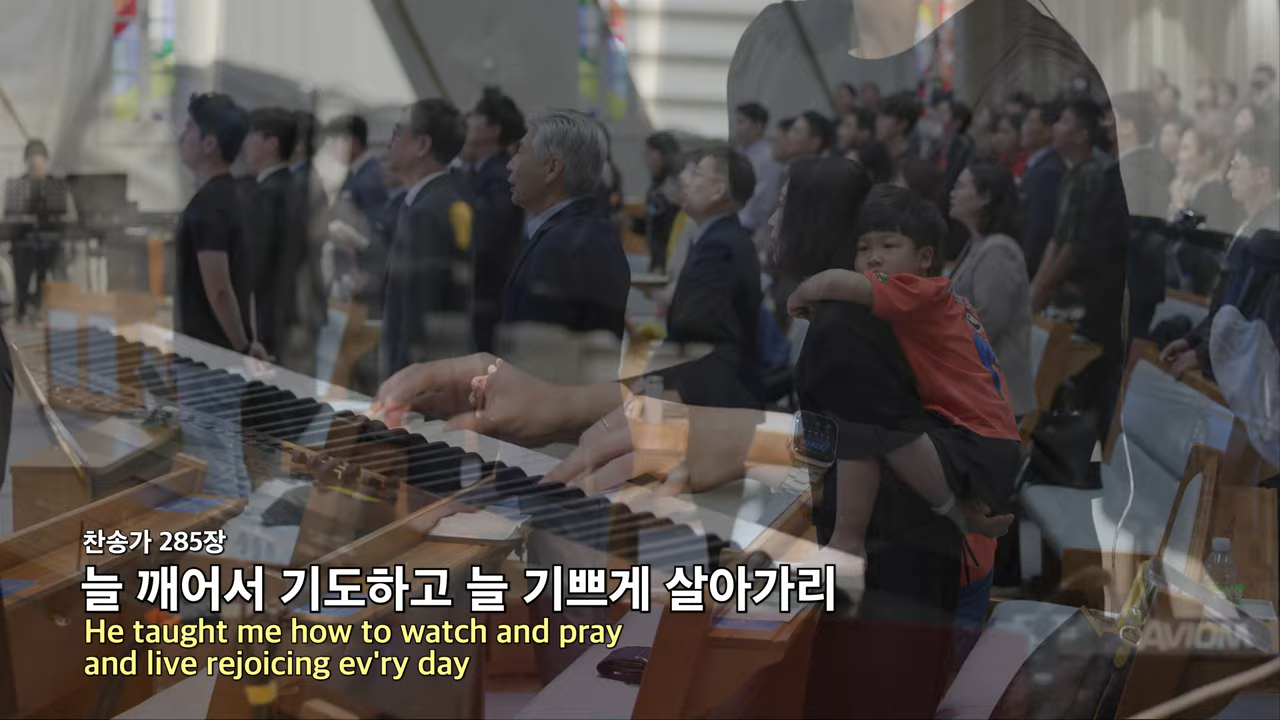 찬송가 285장
늘 깨어서 기도하고 늘 기쁘게 살아가리
He taught me how to watch and pray
and live rejoicing ev'ry day
AVIOM